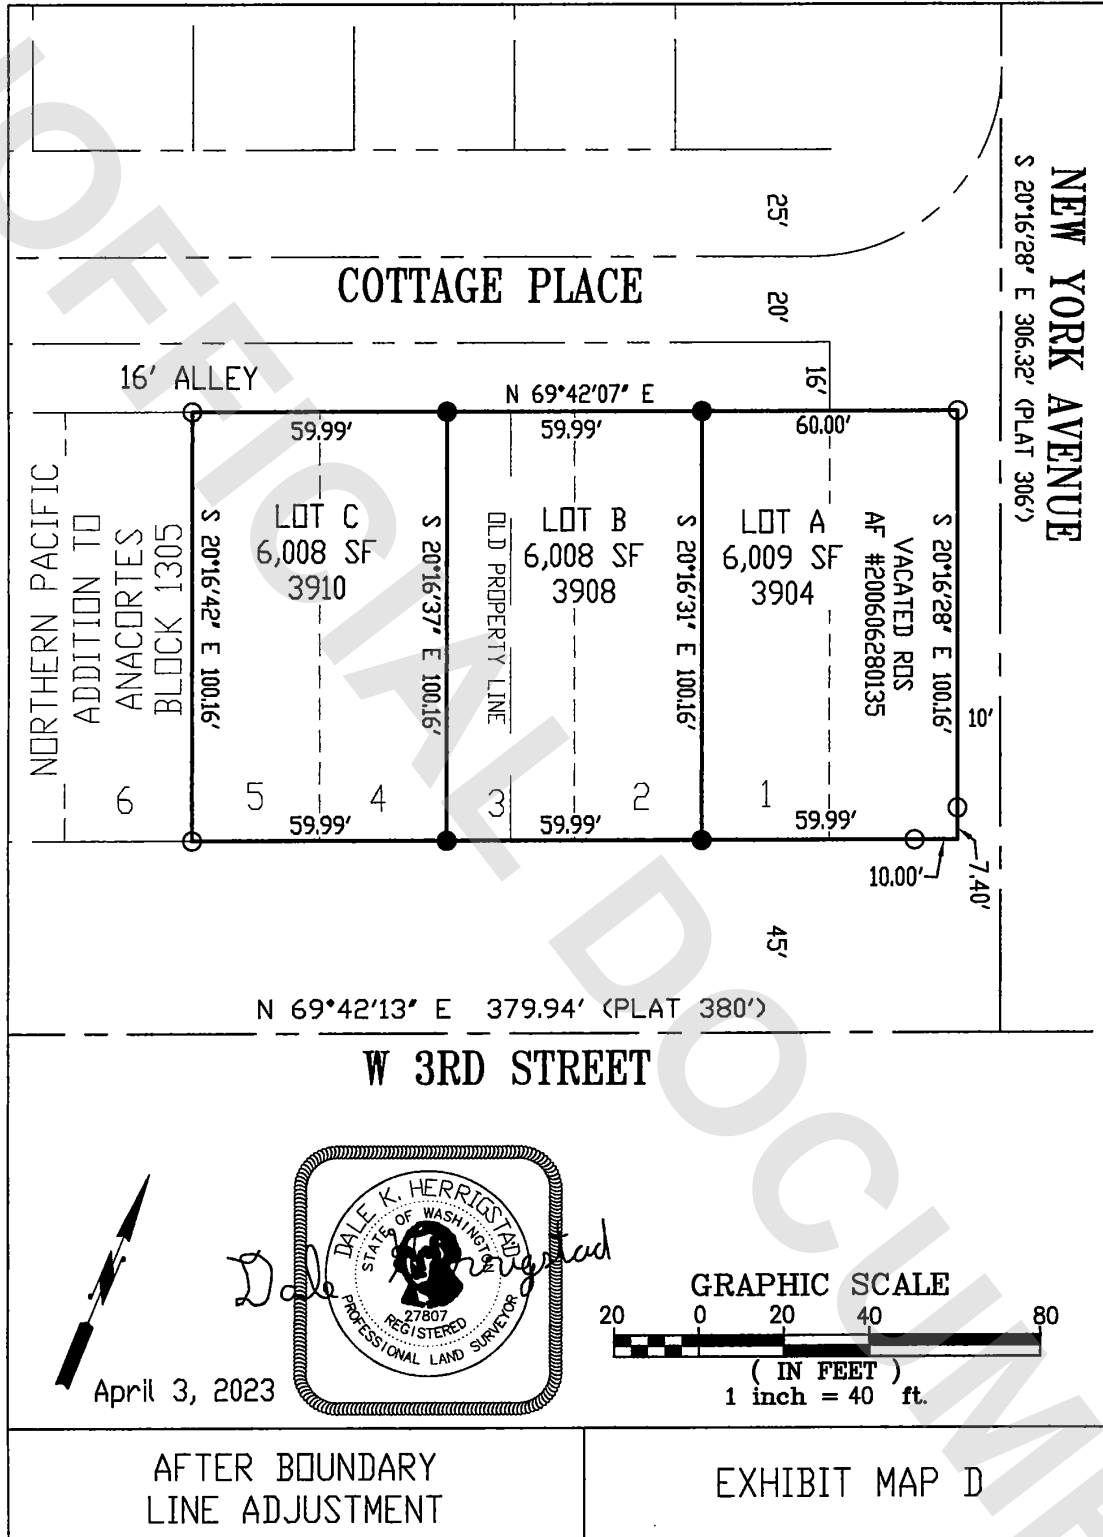 NEW YORK AVENUE
S 20°16'28" E 306.32' (PLAT 306')
25'
COTTAGE PLACE
20'
16' ALLEY
16'
N 69°42'07" E
59.99'
59.99'
60.00'
NORTHERN PACIFIC
ADDITION TO
ANACORTES
BLOCK 1305
S 20°16'42" E 100.16'
LOT C
6,008 SF
3910
S 20°16'37" E 100.16'
OLD PROPERTY LINE
LOT B
6,008 SF
3908
S 20°16'31" E 100.16'
LOT A
6,009 SF
3904
VACATED ROS
AF #200606280135
S 20°16'28" E 100.16'
10'
6
5
4
3
2
1
59.99'
59.99'
59.99'
10.00'
7.40'
45'
N 69°42'13" E 379.94' (PLAT 380')
W 3RD STREET
DALE K. HERRIGSTAD
STATE OF WASHINGTON
27807
REGISTERED
PROFESSIONAL LAND SURVEYOR
Dale K. Herrigstad
April 3, 2023
GRAPHIC SCALE
20 0 20 40 80
( IN FEET )
1 inch = 40 ft.
AFTER BOUNDARY
LINE ADJUSTMENT
EXHIBIT MAP D
UNOFFICIAL DOCUMENT